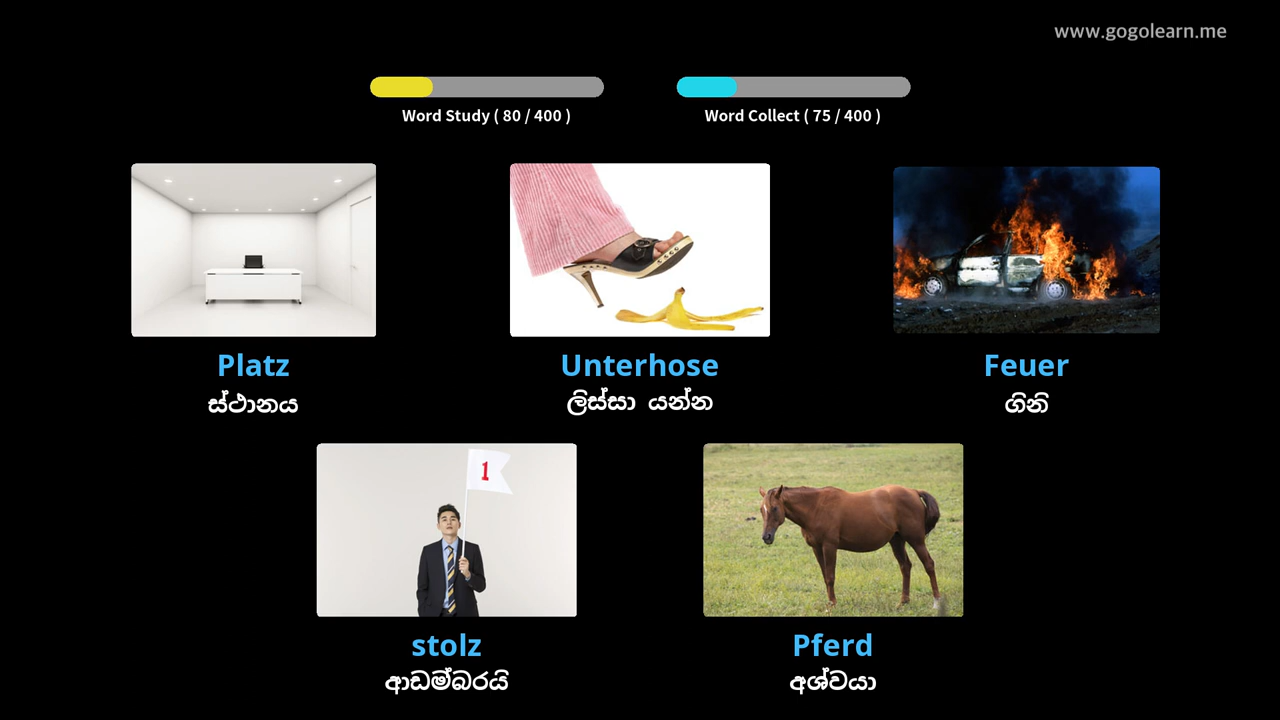 www.gogolearn.me
Word Study ( 80 / 400 )
Word Collect ( 75 / 400 )
Platz
ස්ථානය
Unterhose
ලිස්සා යන්න
Feuer
ගිනි
1
stolz
ආඩම්බරයි
Pferd
අශ්වයා